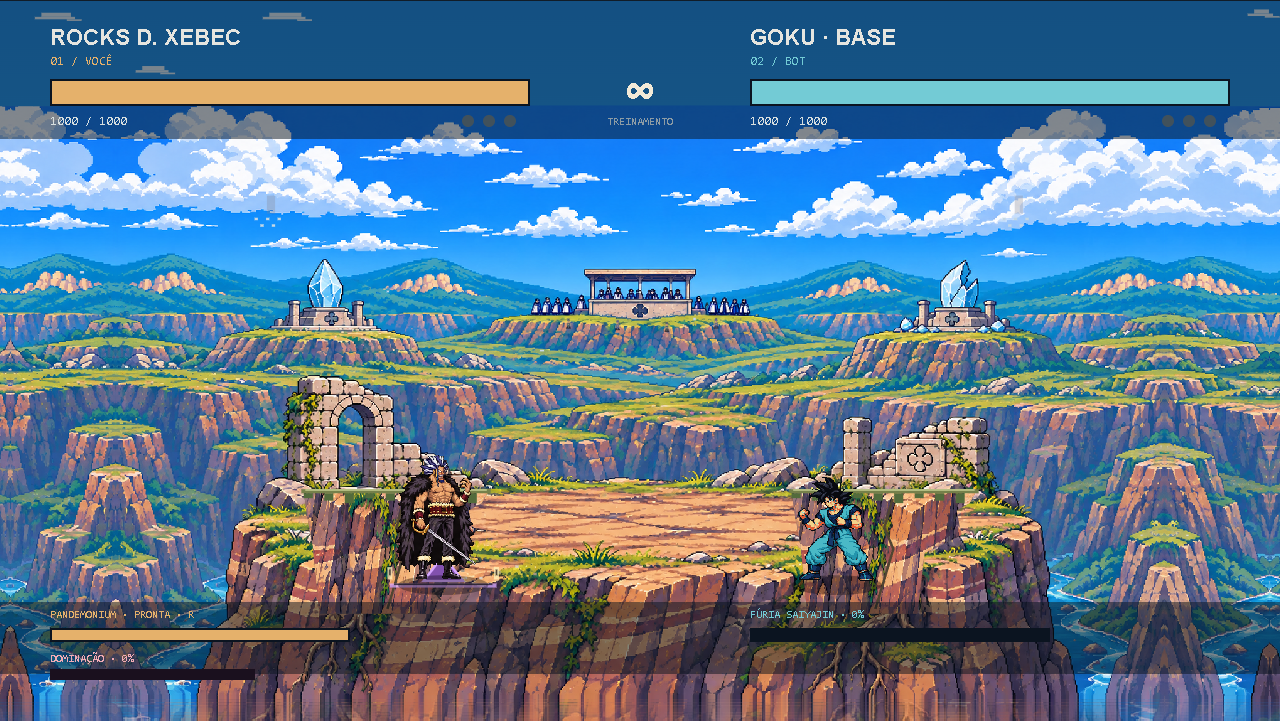 ROCKS D. XEBEC
01 / VOCÊ
1000 / 1000
∞
TREINAMENTO
GOKU · BASE
02 / BOT
1000 / 1000
PANDEMONIUM · PRONTA · R
DOMINAÇÃO · 0%
FÚRIA SAIYAJIN · 0%